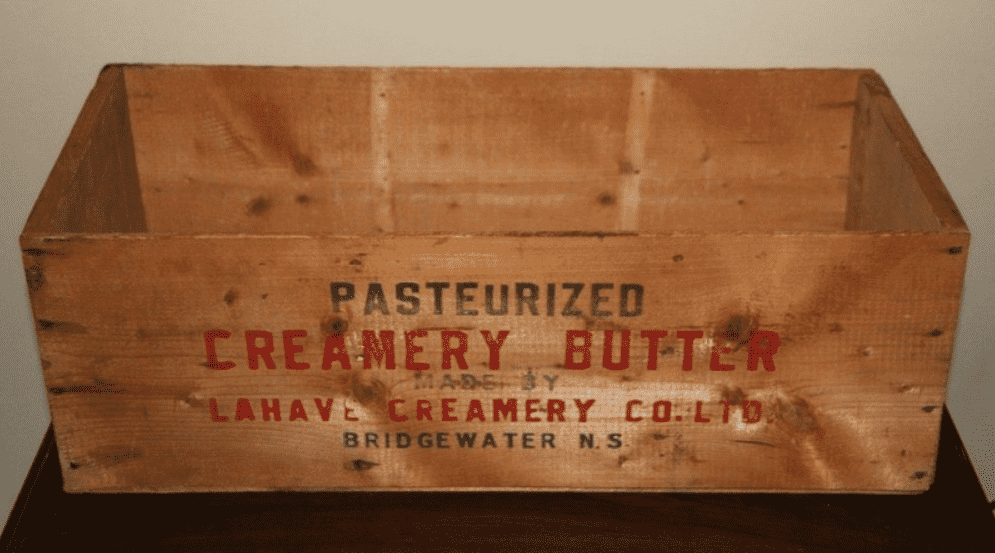 PASTEURIZED
CREAMERY BUTTER
MADE BY
LAHAVE CREAMERY CO. LTD.
BRIDGEWATER N.S.